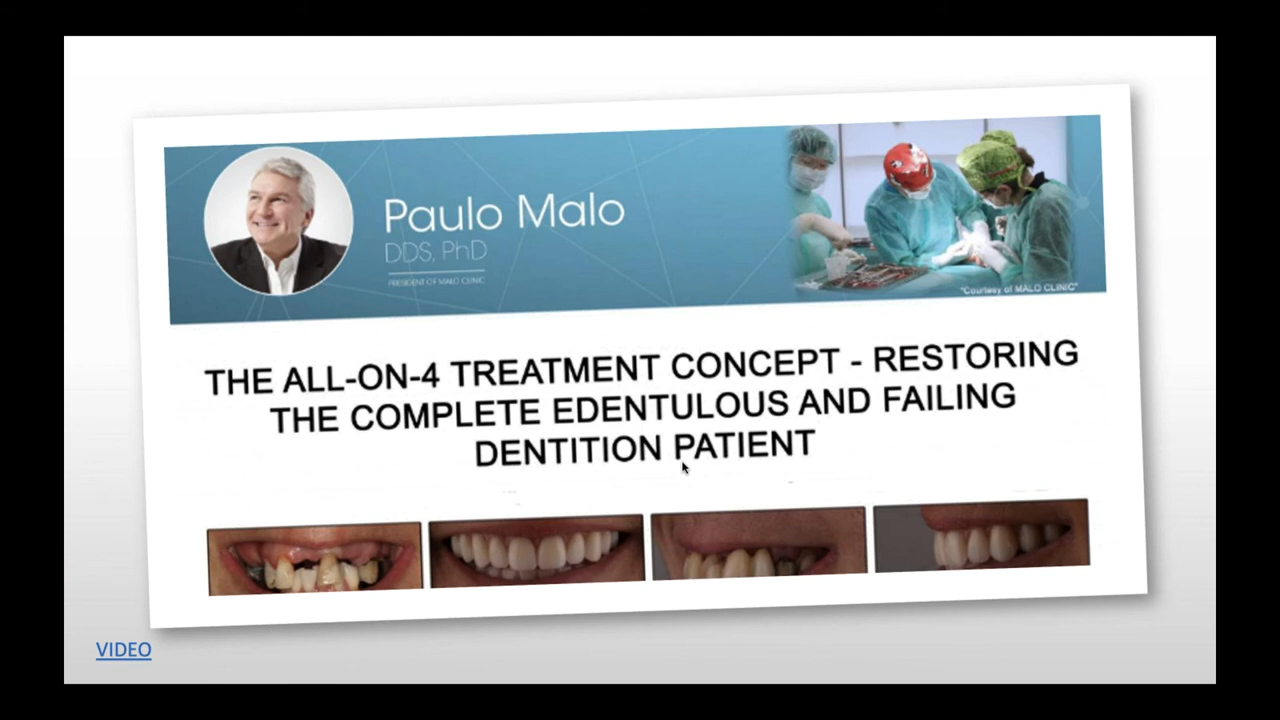 Paulo Malo
DDS, PhD
PRESIDENT OF MALO CLINIC
"Courtesy of MALO CLINIC"
THE ALL-ON-4 TREATMENT CONCEPT - RESTORING
THE COMPLETE EDENTULOUS AND FAILING
DENTITION PATIENT
VIDEO